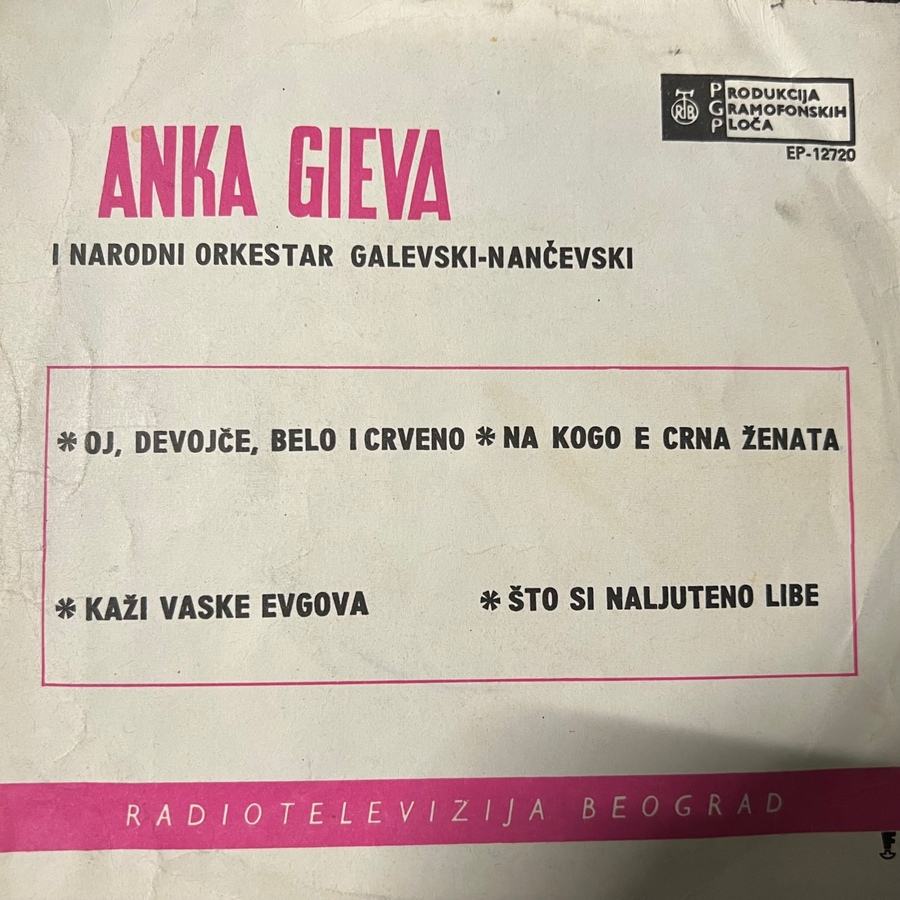 RTB
PRODUKCIJA
GRAMOFONSKIH
PLOČA
EP-12720
ANKA GIEVA
I NARODNI ORKESTAR GALEVSKI-NANČEVSKI
* OJ, DEVOJČE, BELO I CRVENO * NA KOGO E CRNA ŽENATA
* KAŽI VASKE EVGOVA * ŠTO SI NALJUTENO LIBE
RADIOTELEVIZIJA BEOGRAD
F